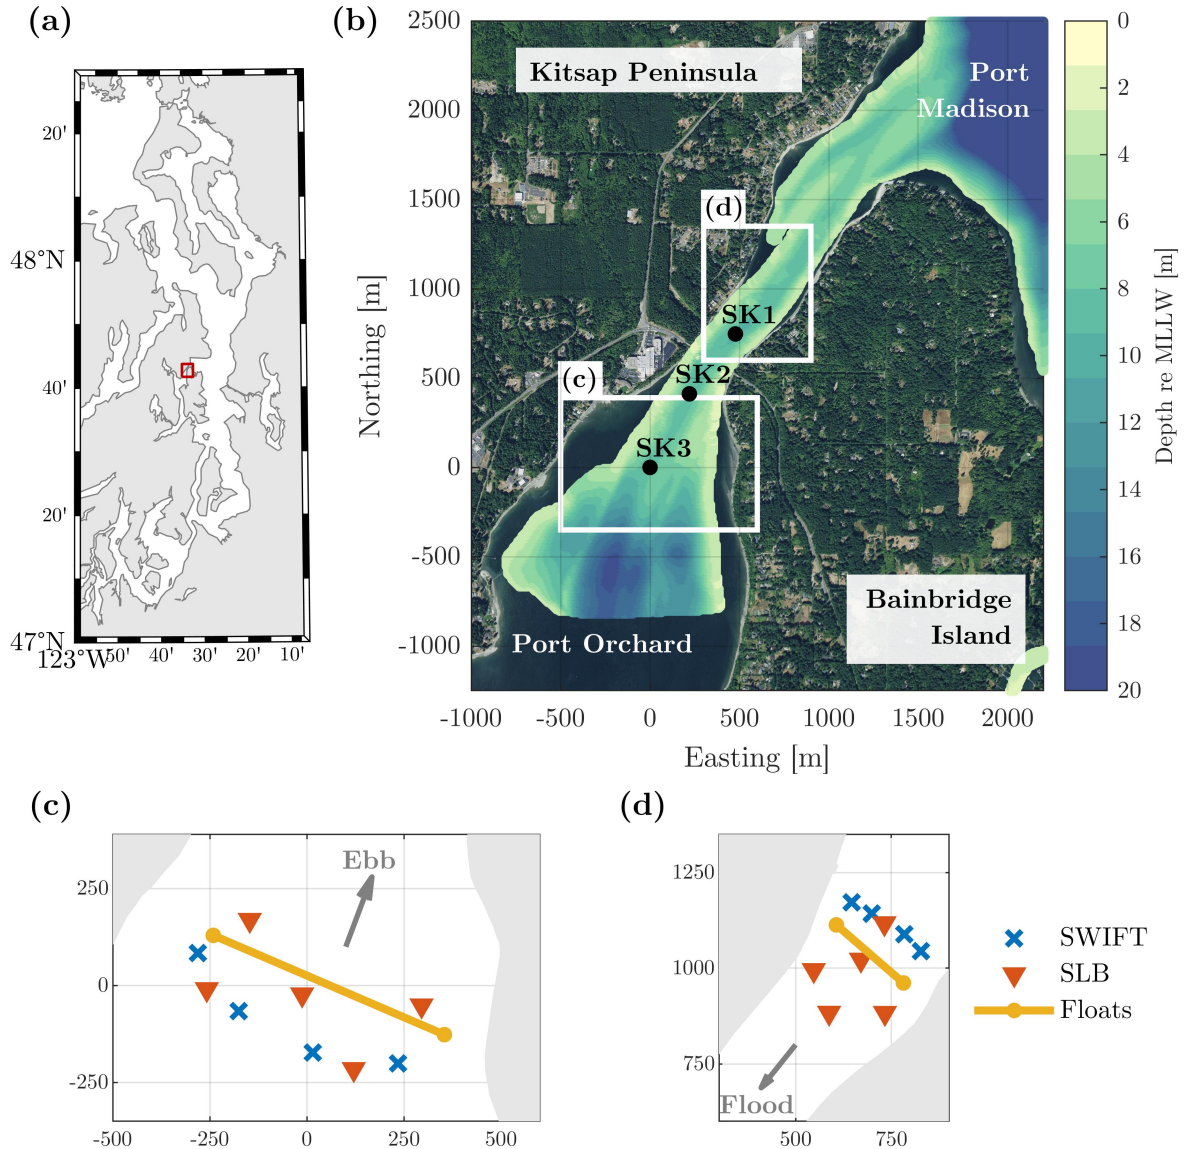 (a)
20'
48°N
40'
20'
47°N
123°W
50'
40'
30'
20'
10'
(b)
2500
2000
1500
1000
500
0
-500
-1000
Northing [m]
-1000
-500
0
500
1000
1500
2000
Easting [m]
Kitsap Peninsula
Port
Madison
(d)
SK1
SK2
(c)
SK3
Port Orchard
Bainbridge
Island
0
2
4
6
8
10
12
14
16
18
20
Depth re MLLW [m]
(c)
250
0
-250
-500
-250
0
250
500
Ebb
(d)
1250
1000
750
500
750
Flood
SWIFT
SLB
Floats